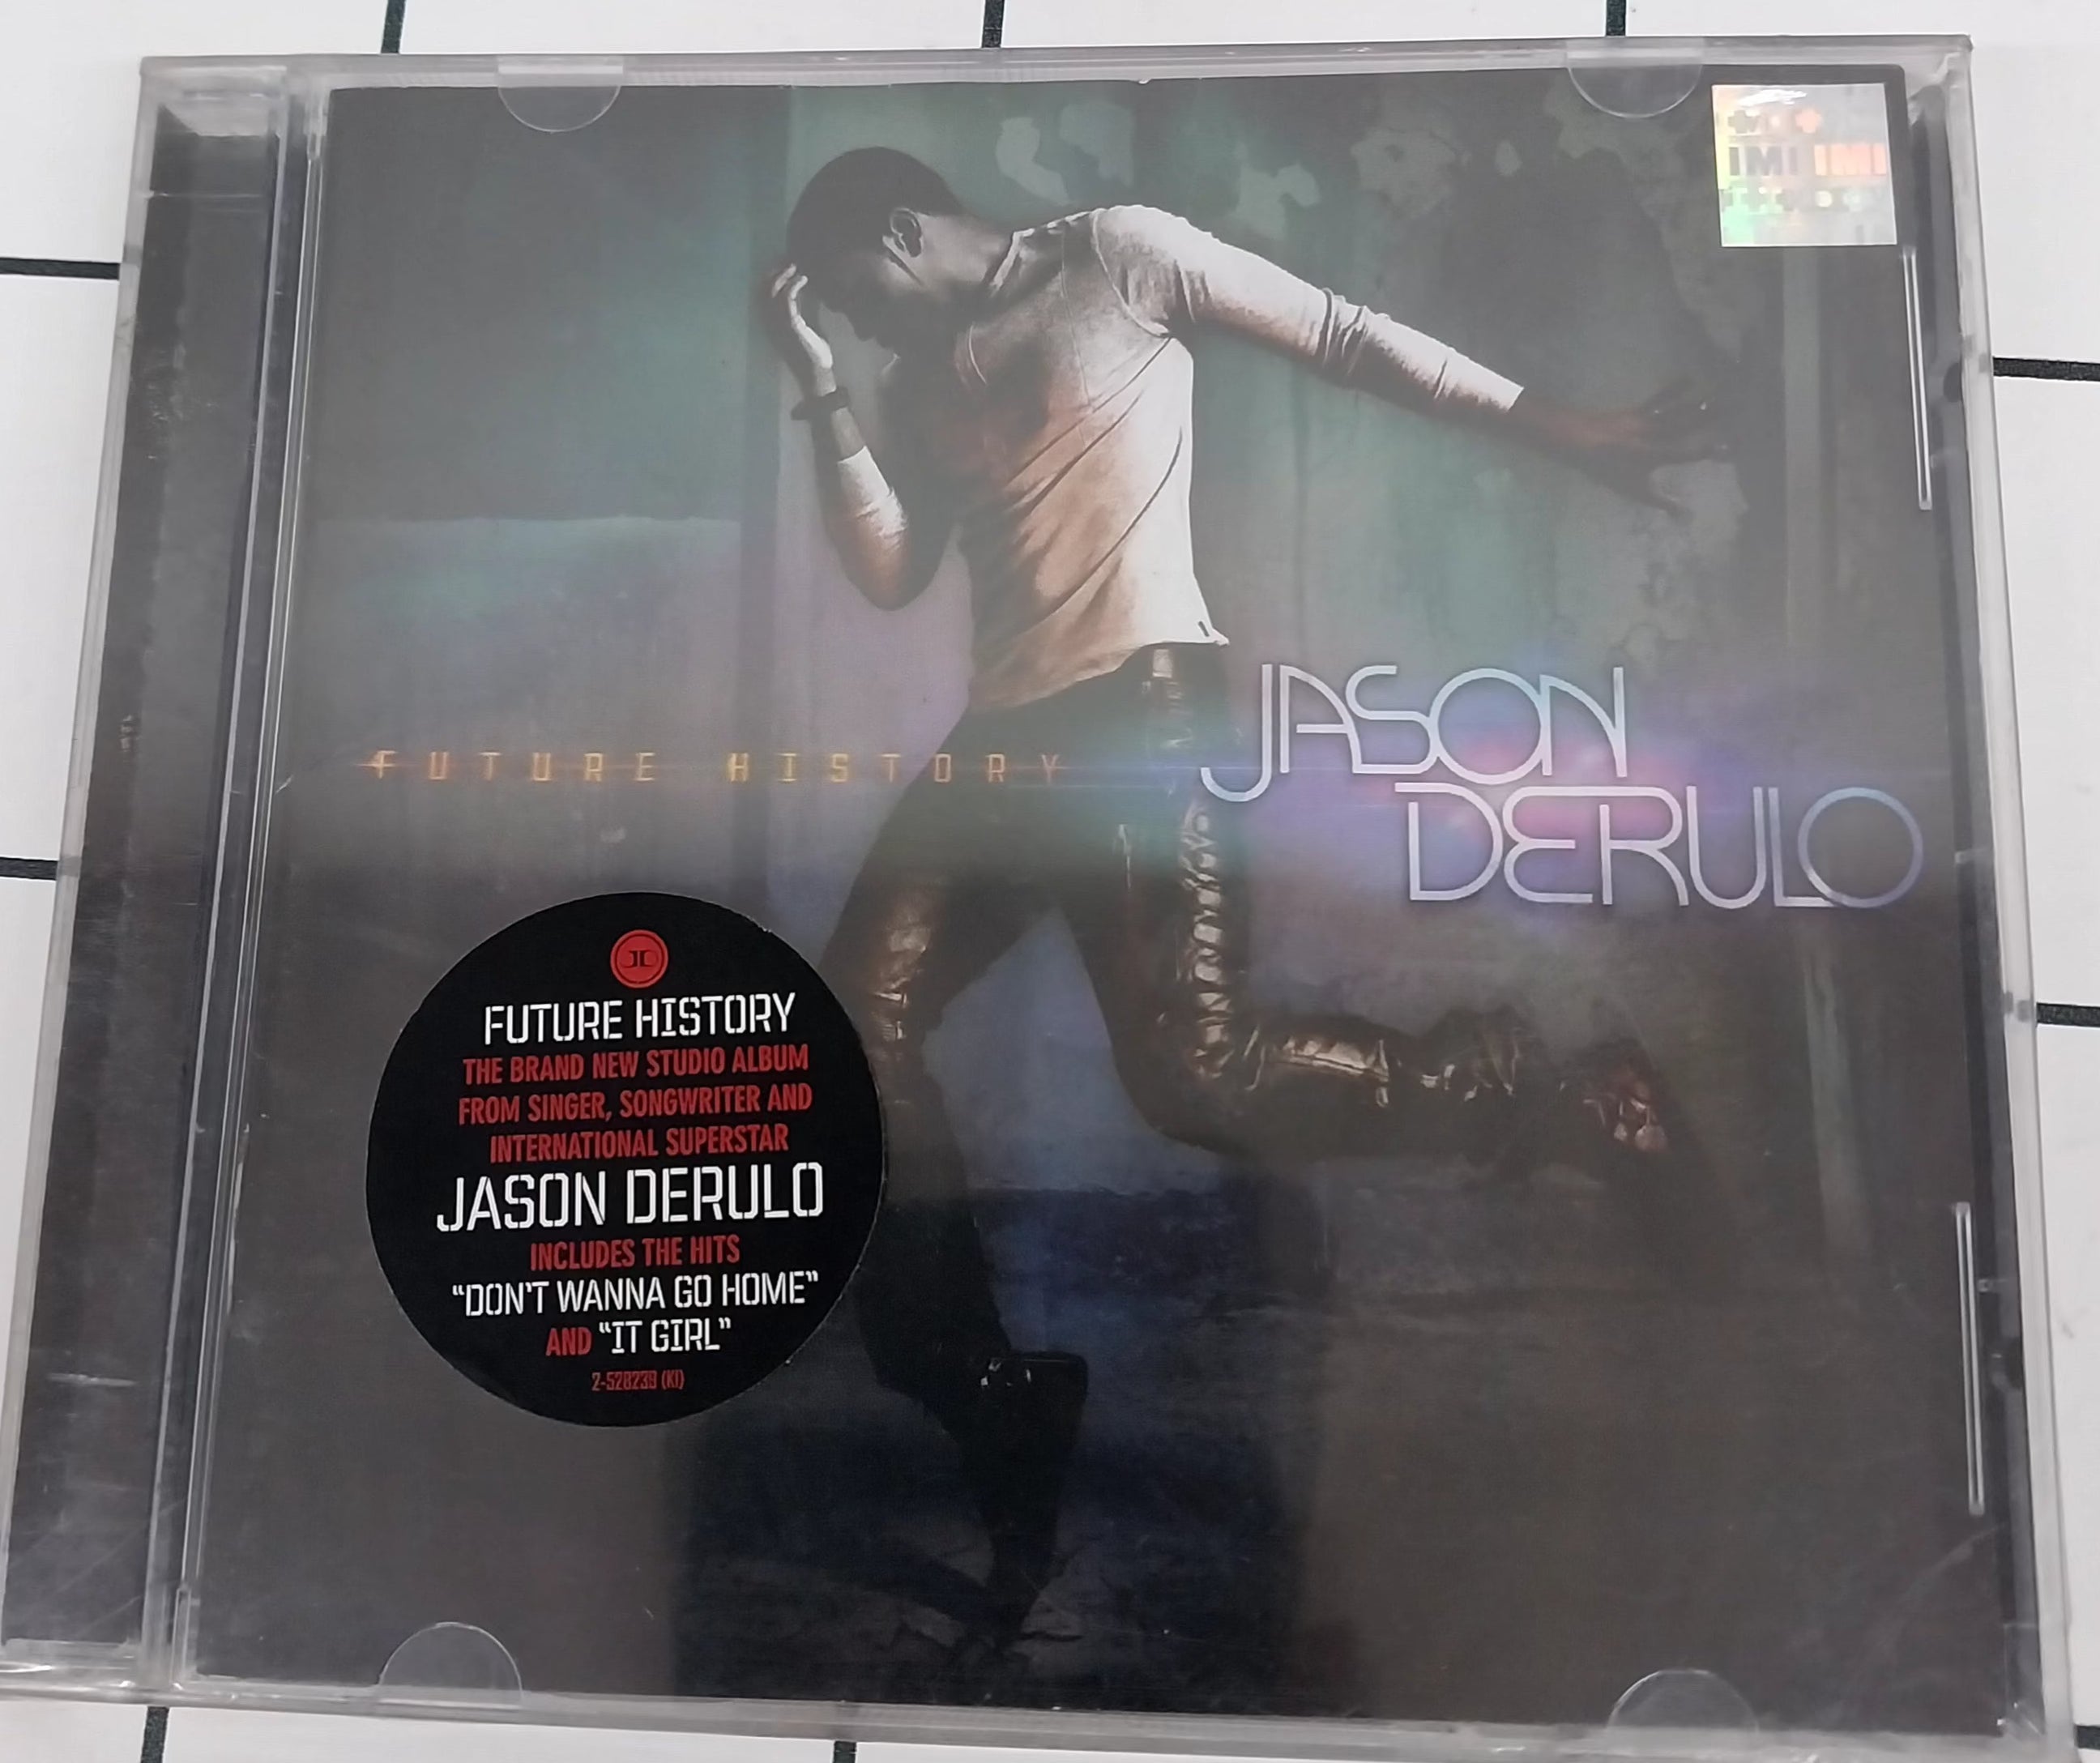 IMI IMI
JASON
DERULO
FUTURE HISTORY
FUTURE HISTORY
THE BRAND NEW STUDIO ALBUM
FROM SINGER, SONGWRITER AND
INTERNATIONAL SUPERSTAR
JASON DERULO
INCLUDES THE HITS
“DON'T WANNA GO HOME”
AND “IT GIRL”
2-528239 (KI)